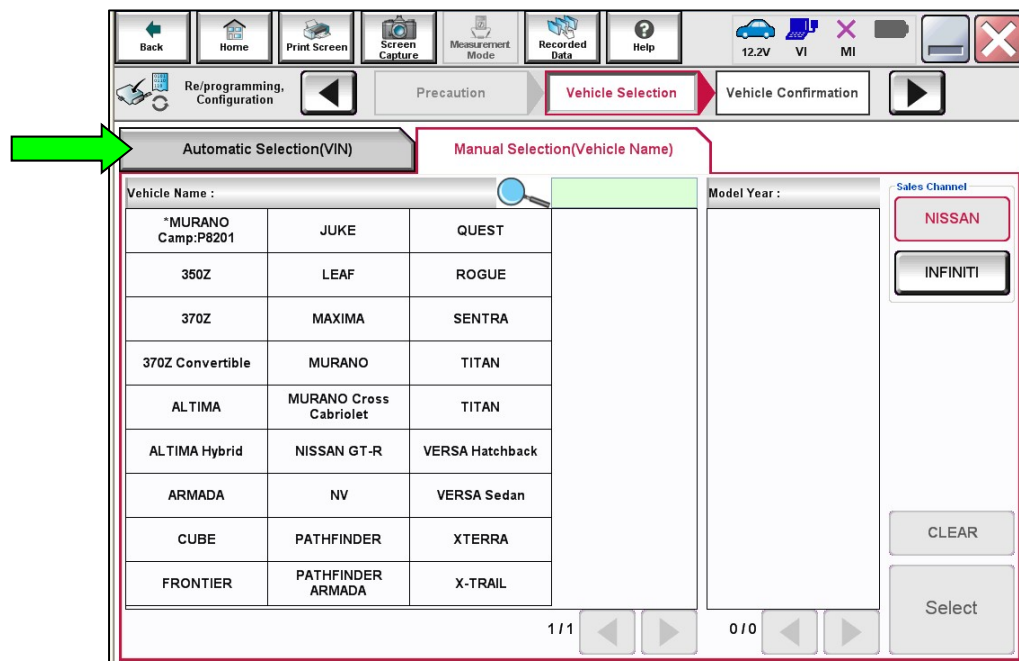 Back
Home
Print Screen
Screen
Capture
Measurement
Mode
Recorded
Data
Help
12.2V VI MI
Re/programming,
Configuration
Precaution
Vehicle Selection
Vehicle Confirmation
Automatic Selection(VIN)
Manual Selection(Vehicle Name)
Vehicle Name :
Model Year :
Sales Channel
*MURANO
Camp:P8201
JUKE
QUEST
NISSAN
350Z
LEAF
ROGUE
INFINITI
370Z
MAXIMA
SENTRA
370Z Convertible
MURANO
TITAN
ALTIMA
MURANO Cross
Cabriolet
TITAN
ALTIMA Hybrid
NISSAN GT-R
VERSA Hatchback
ARMADA
NV
VERSA Sedan
CUBE
PATHFINDER
XTERRA
CLEAR
FRONTIER
PATHFINDER
ARMADA
X-TRAIL
Select
1/1
0/0